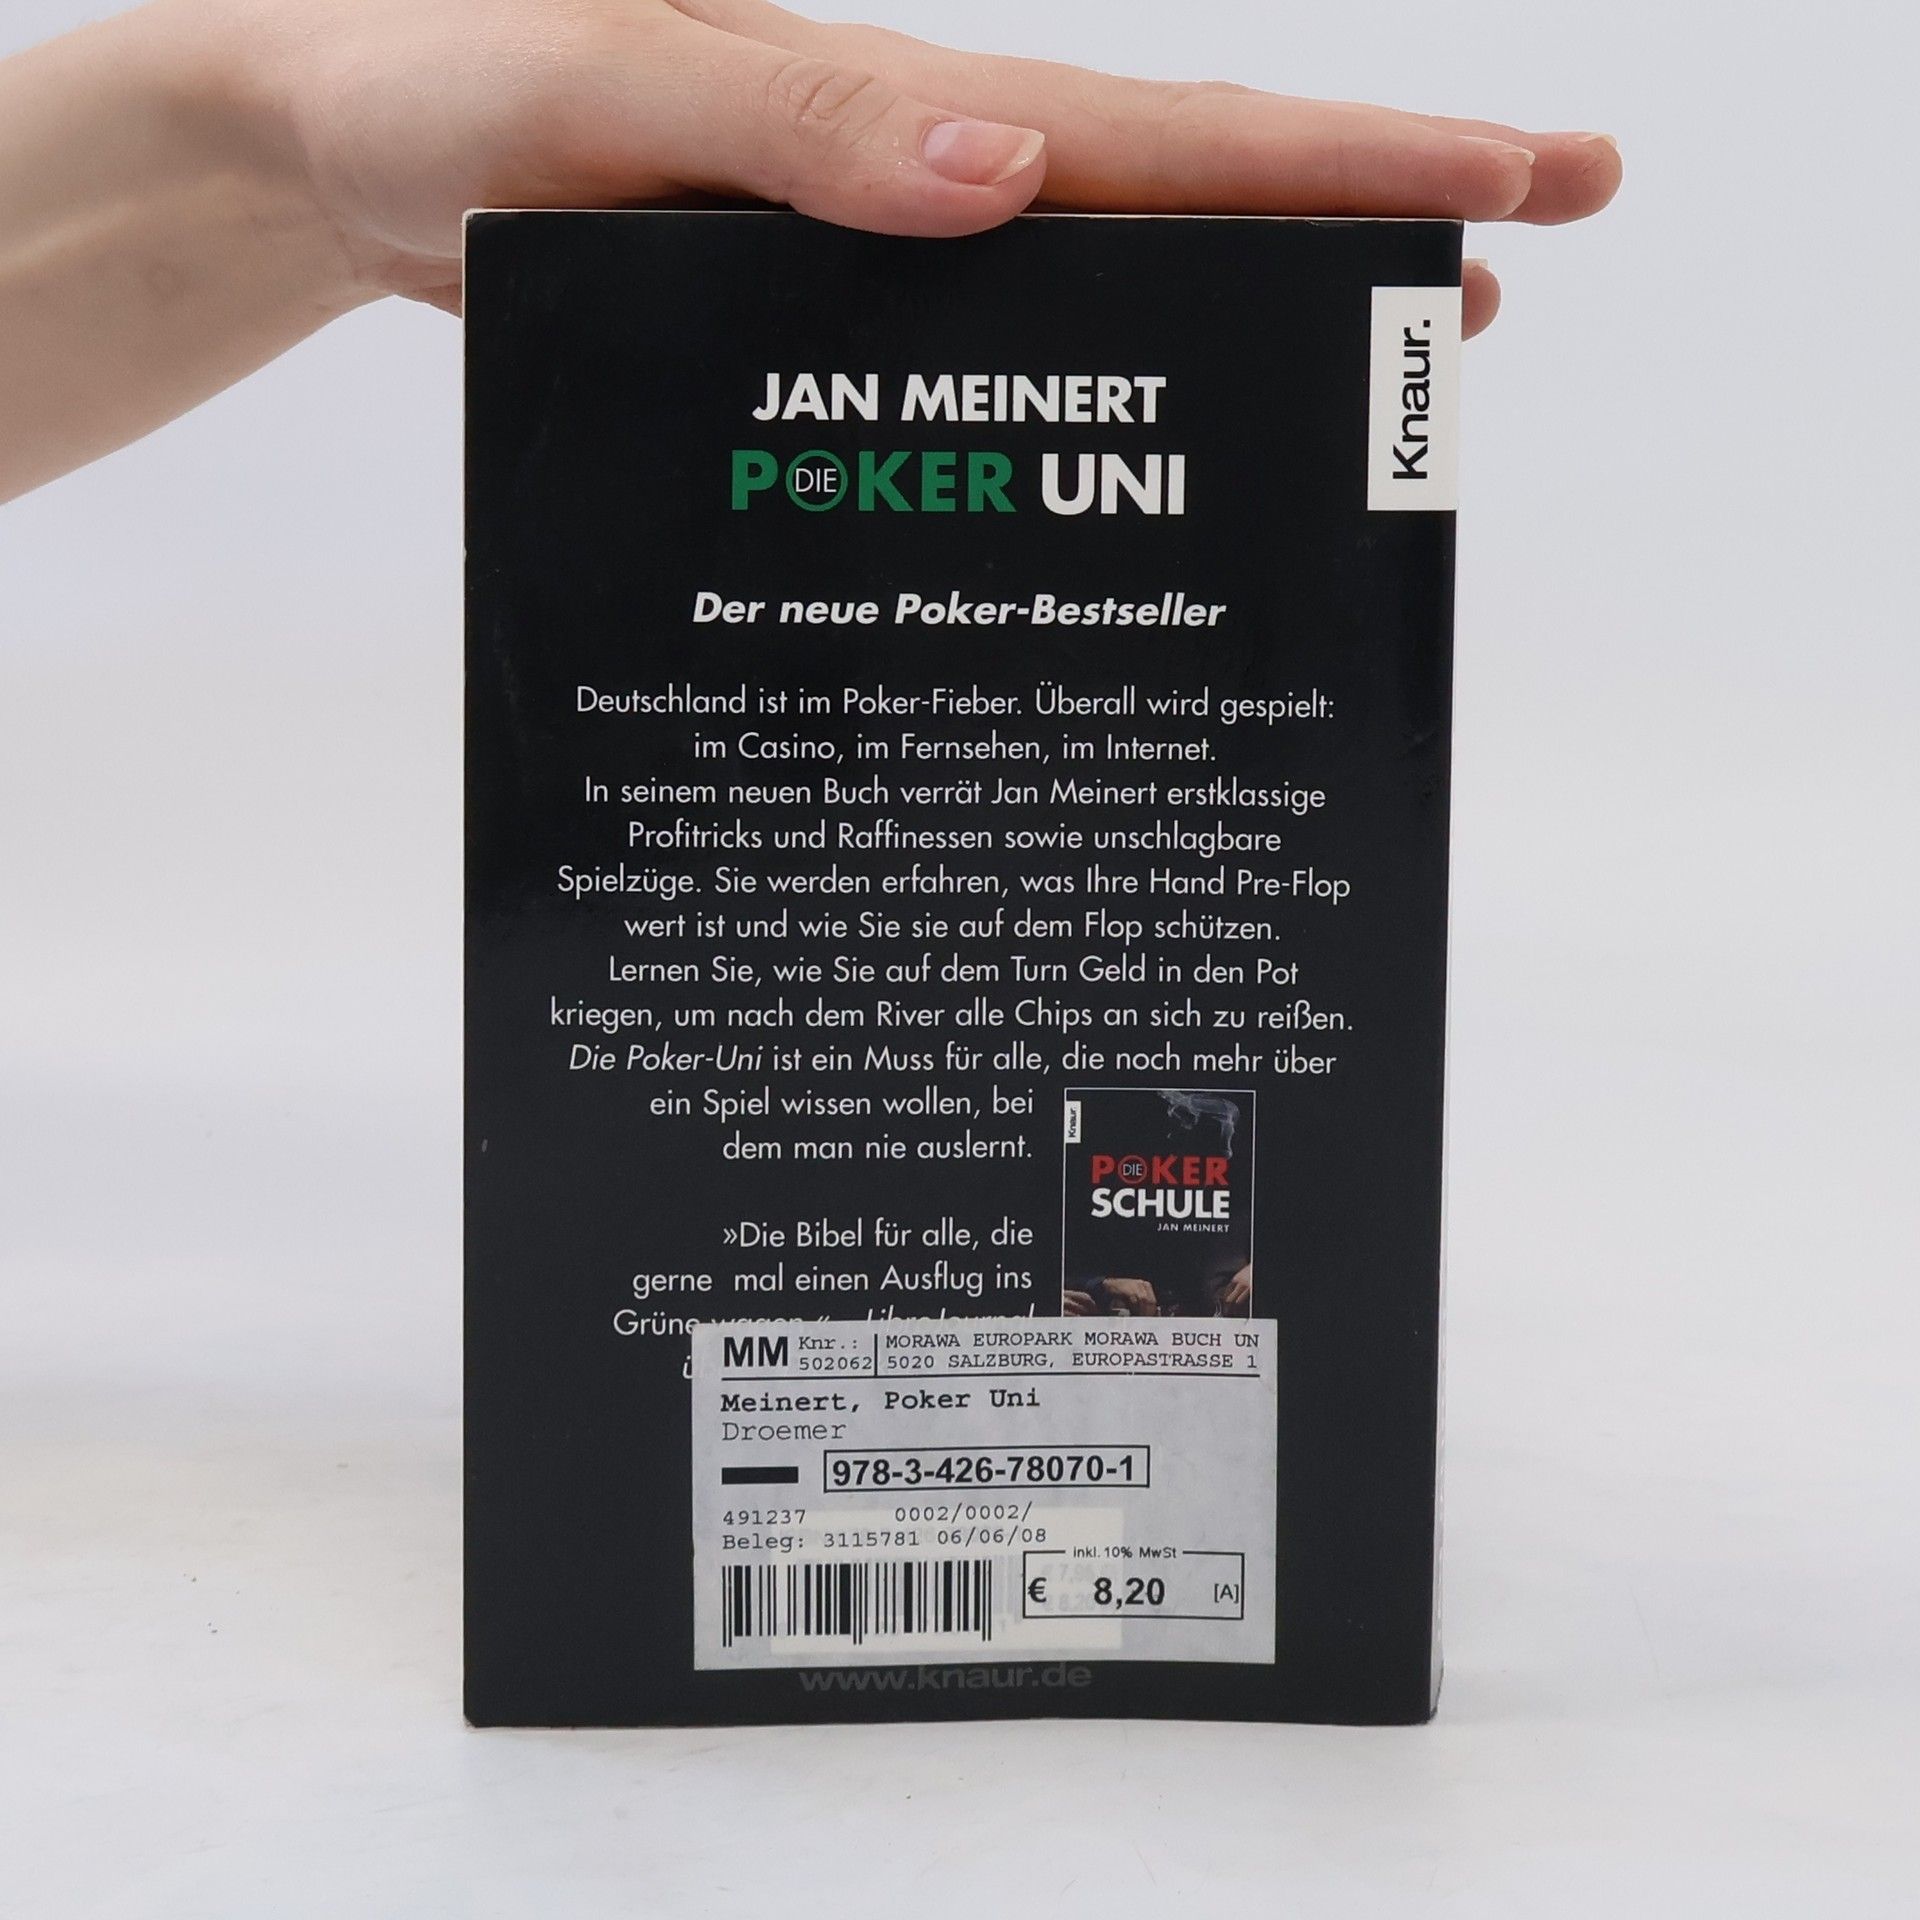 Knaur.
JAN MEINERT
DIE POKER UNI
Der neue Poker-Bestseller
Deutschland ist im Poker-Fieber. Überall wird gespielt:
im Casino, im Fernsehen, im Internet.
In seinem neuen Buch verrät Jan Meinert erstklassige
Profitricks und Raffinessen sowie unschlagbare
Spielzüge. Sie werden erfahren, was Ihre Hand Pre-Flop
wert ist und wie Sie sie auf dem Flop schützen.
Lernen Sie, wie Sie auf dem Turn Geld in den Pot
kriegen, um nach dem River alle Chips an sich zu reißen.
Die Poker-Uni ist ein Muss für alle, die noch mehr über
ein Spiel wissen wollen, bei
dem man nie auslernt.
»Die Bibel für alle, die
gerne mal einen Ausflug ins
Grüne wagen.«
Knaur.
DIE POKER
SCHULE
JAN MEINERT
MM Knr.: MORAWA EUROPARK MORAWA BUCH UN
502062 5020 SALZBURG, EUROPASTRASSE 1
Meinert, Poker Uni
Droemer
978-3-426-78070-1
491237 0002/0002/
Beleg: 3115781 06/06/08
inkl. 10% MwSt
€ 8,20 [A]
www.knaur.de